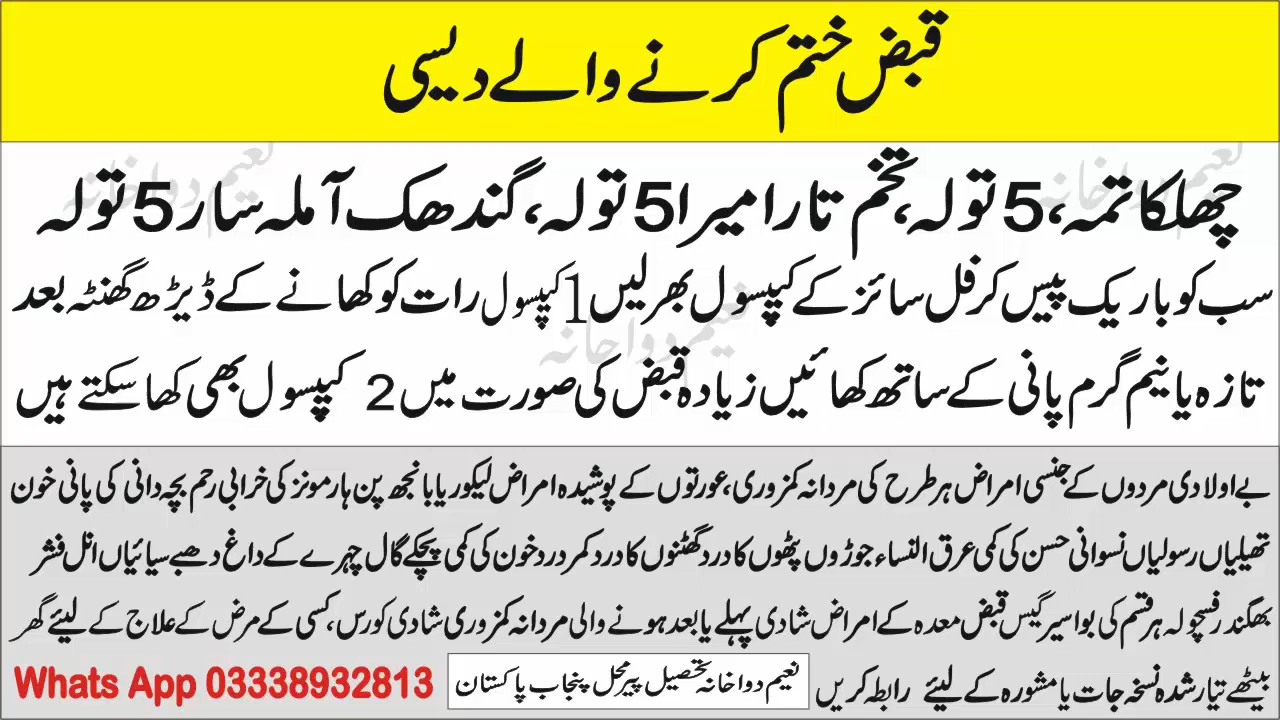 قبض ختم کرنے والے دیسی
چھلکا تمہ، 5 تولہ، تخم تارا میرا 5 تولہ، گندھک آملہ سار 5 تولہ
سب کو باریک پیس کر فل سائز کے کیپسول بھر لیں 1 کیپسول رات کو کھانے کے ڈیڑھ گھنٹہ بعد
تازہ یا نیم گرم پانی کے ساتھ کھائیں زیادہ قبض کی صورت میں 2 کیپسول بھی کھا سکتے ہیں
بے اولادی مردوں کے جنسی امراض ہر طرح کی مردانہ کمزوری، عورتوں کے پوشیدہ امراض لیکوریا بانجھ پن ہارمونز کی خرابی رحم بچہ دانی کی پانی خون
تھیلیاں رسولیاں نسوانی حسن کی کمی عرق النساء جوڑوں پٹھوں کا درد گھٹنوں کا درد کمر درد خون کی کمی پچکے گال چہرے کے داغ دھبے سیائیاں انل فشر
بھگندر فسچولہ ہر قسم کی بواسیر گیس قبض معدہ کے امراض شادی پہلے یا بعد ہونے والی مردانہ کمزوری شادی کورس، کسی کے مرض کے علاج کے لیئے گھر
بیٹھے تیار شدہ نسخہ جات یا مشورہ کے لیئے رابطہ کریں
نعیم دواخانہ تحصیل پیر محل پنجاب پاکستان
Whats App 03338932813
نعیم دواخانہ
نعیم دواخانہ
نعیم دواخانہ